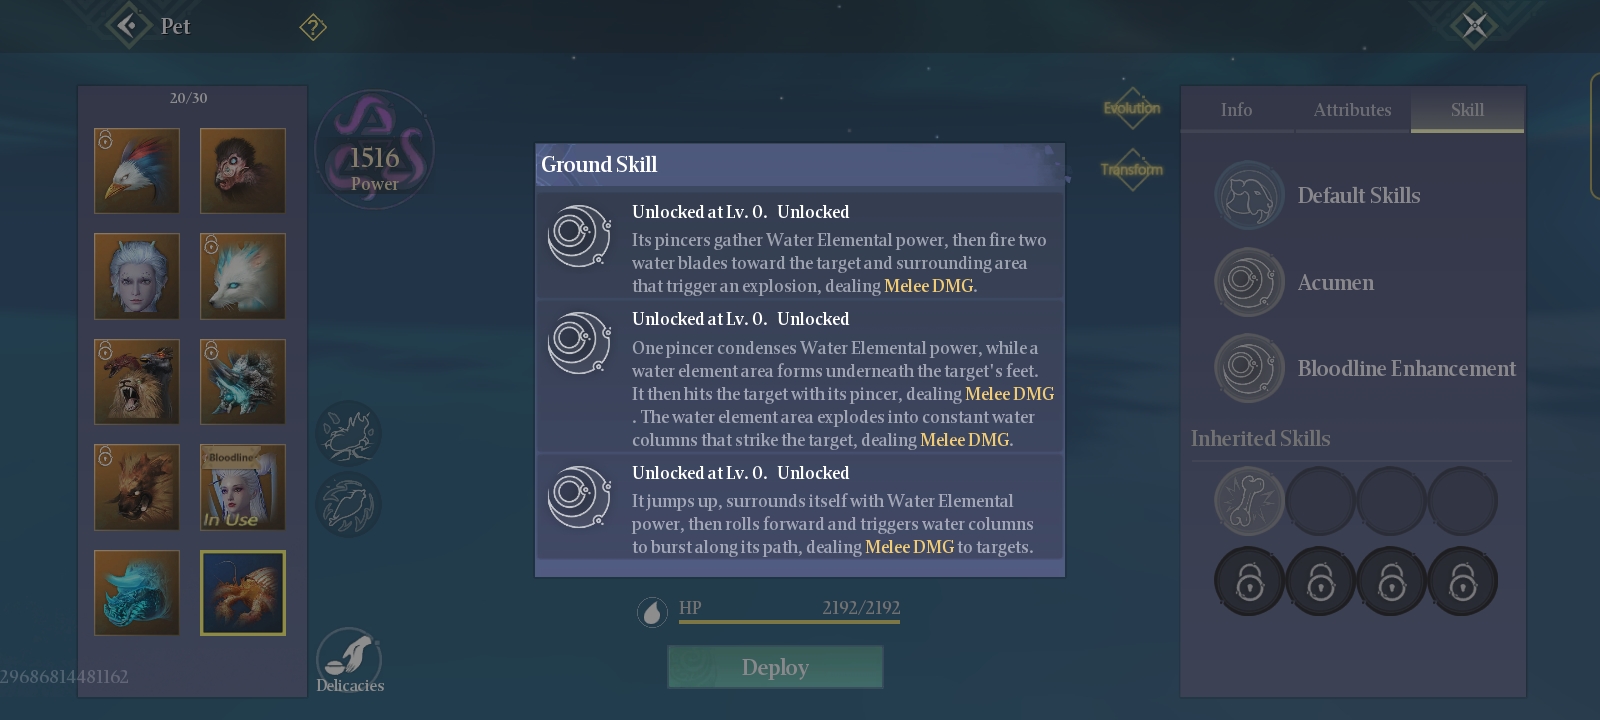 Pet
?
20/30
1516
Power
Bloodline
In Use
Delicacies
29686814481162
Evolution
Transform
Ground Skill
Unlocked at Lv. 0. Unlocked
Its pincers gather Water Elemental power, then fire two
water blades toward the target and surrounding area
that trigger an explosion, dealing Melee DMG.
Unlocked at Lv. 0. Unlocked
One pincer condenses Water Elemental power, while a
water element area forms underneath the target's feet.
It then hits the target with its pincer, dealing Melee DMG
. The water element area explodes into constant water
columns that strike the target, dealing Melee DMG.
Unlocked at Lv. 0. Unlocked
It jumps up, surrounds itself with Water Elemental
power, then rolls forward and triggers water columns
to burst along its path, dealing Melee DMG to targets.
HP 2192/2192
Deploy
Info Attributes Skill
Default Skills
Acumen
Bloodline Enhancement
Inherited Skills